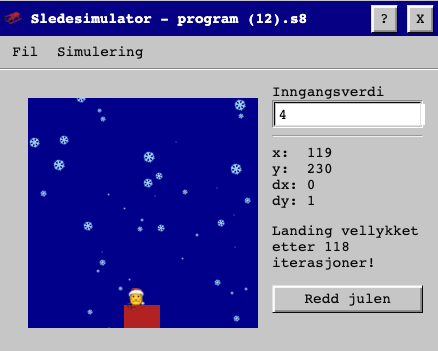 Sledesimulator - program (12).s8
? X
Fil Simulering
Inngangsverdi
4
x: 119
y: 230
dx: 0
dy: 1
Landing vellykket
etter 118
iterasjoner!
Redd julen